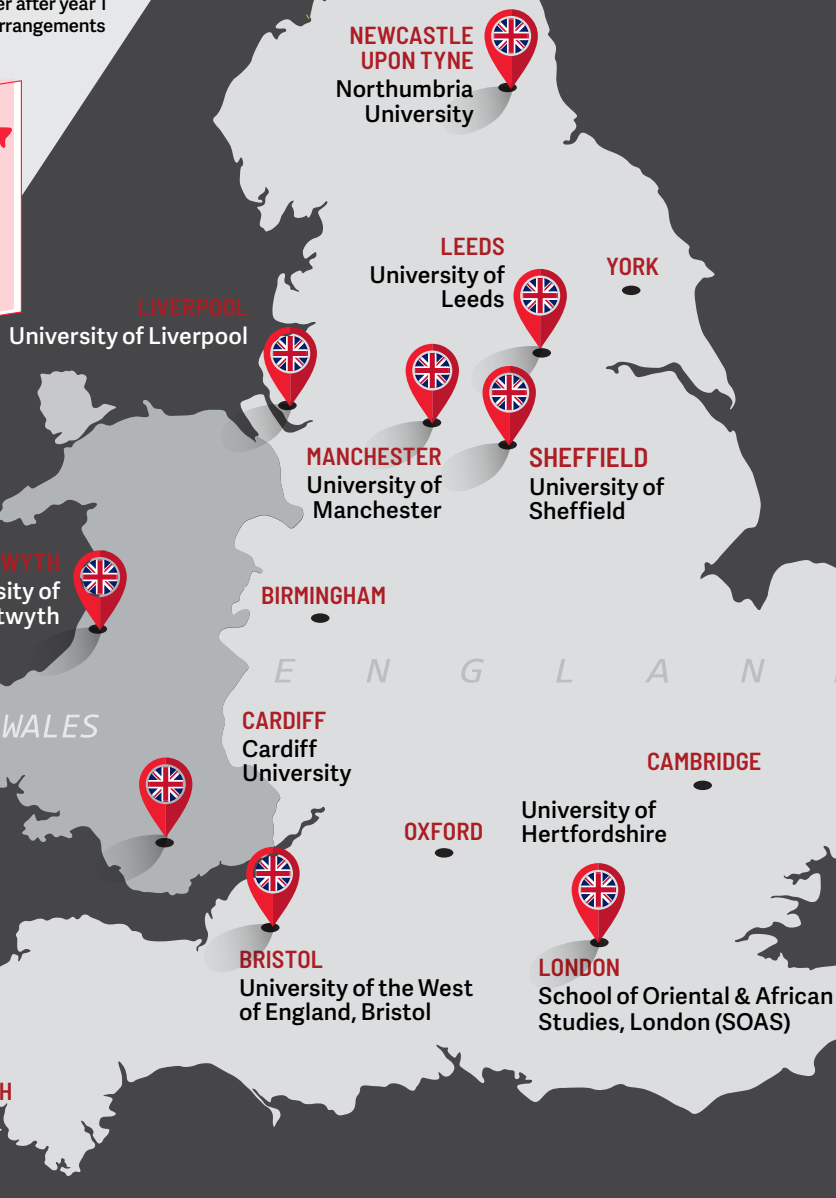 er after year 1
rrangements
NEWCASTLE
UPON TYNE
Northumbria
University
LEEDS
University of
Leeds
YORK
LIVERPOOL
University of Liverpool
MANCHESTER
University of
Manchester
SHEFFIELD
University of
Sheffield
WYTH
sity of
twyth
BIRMINGHAM
E N G L A N
WALES
CARDIFF
Cardiff
University
CAMBRIDGE
OXFORD
University of
Hertfordshire
BRISTOL
University of the West
of England, Bristol
LONDON
School of Oriental & African
Studies, London (SOAS)
H